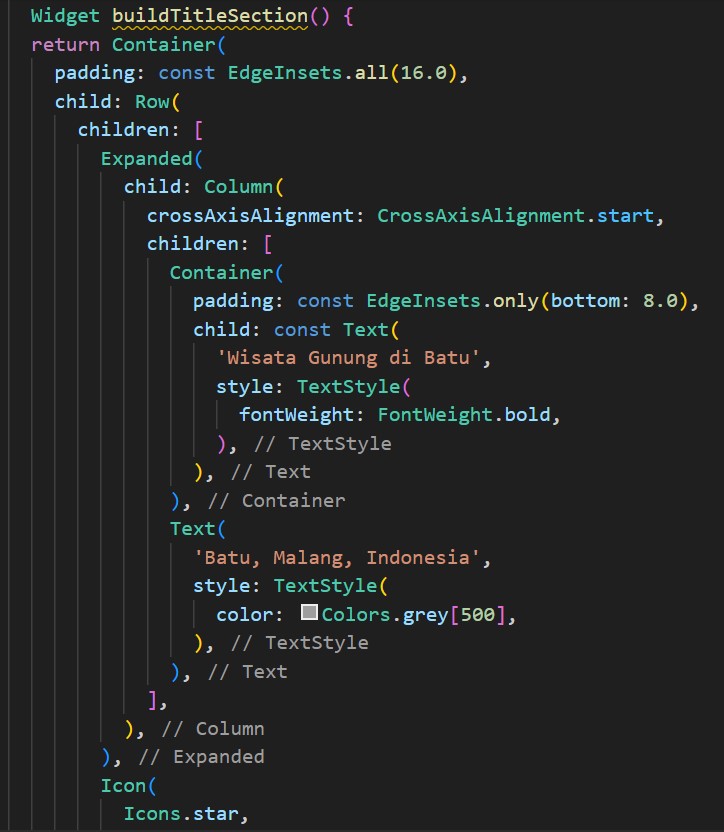 Widget buildTitleSection() {
return Container(
  padding: const EdgeInsets.all(16.0),
  child: Row(
    children: [
      Expanded(
        child: Column(
          crossAxisAlignment: CrossAxisAlignment.start,
          children: [
            Container(
              padding: const EdgeInsets.only(bottom: 8.0),
              child: const Text(
                'Wisata Gunung di Batu',
                style: TextStyle(
                  fontWeight: FontWeight.bold,
                ), // TextStyle
              ), // Text
            ), // Container
            Text(
              'Batu, Malang, Indonesia',
              style: TextStyle(
                color: Colors.grey[500],
              ), // TextStyle
            ), // Text
          ],
        ), // Column
      ), // Expanded
      Icon(
        Icons.star,